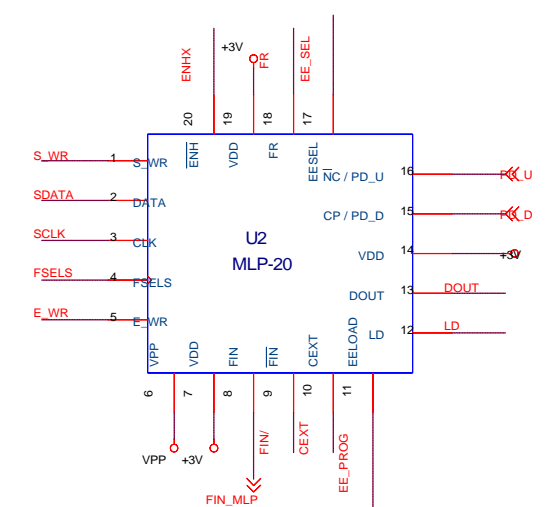 ENHX
+3V
FR
EE_SEL
20
19
18
17
ENH
VDD
FR
EESEL
S_WR 1 S_WR
SDATA 2 DATA
SCLK 3 CLK
FSELS 4 FSELS
E_WR 5 E_WR
U2
MLP-20
NC / PD_U 16 PD_U
CP / PD_D 15 PD_D
VDD 14 +3V
DOUT 13 DOUT
LD 12 LD
VPP
VDD
FIN
FIN
CEXT
EELOAD
6
7
8
9
10
11
VPP
+3V
FIN/
CEXT
EE_PROG
FIN_MLP